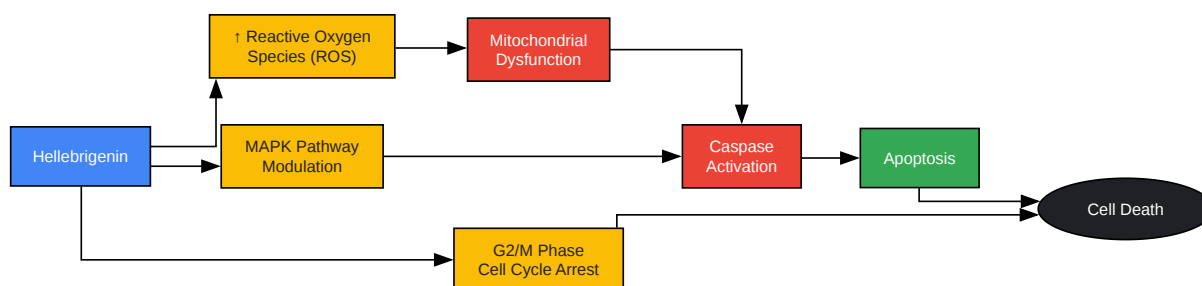 ↑ Reactive Oxygen
Species (ROS)
Mitochondrial
Dysfunction
Hellebrigenin
MAPK Pathway
Modulation
Caspase
Activation
Apoptosis
Cell Death
G2/M Phase
Cell Cycle Arrest